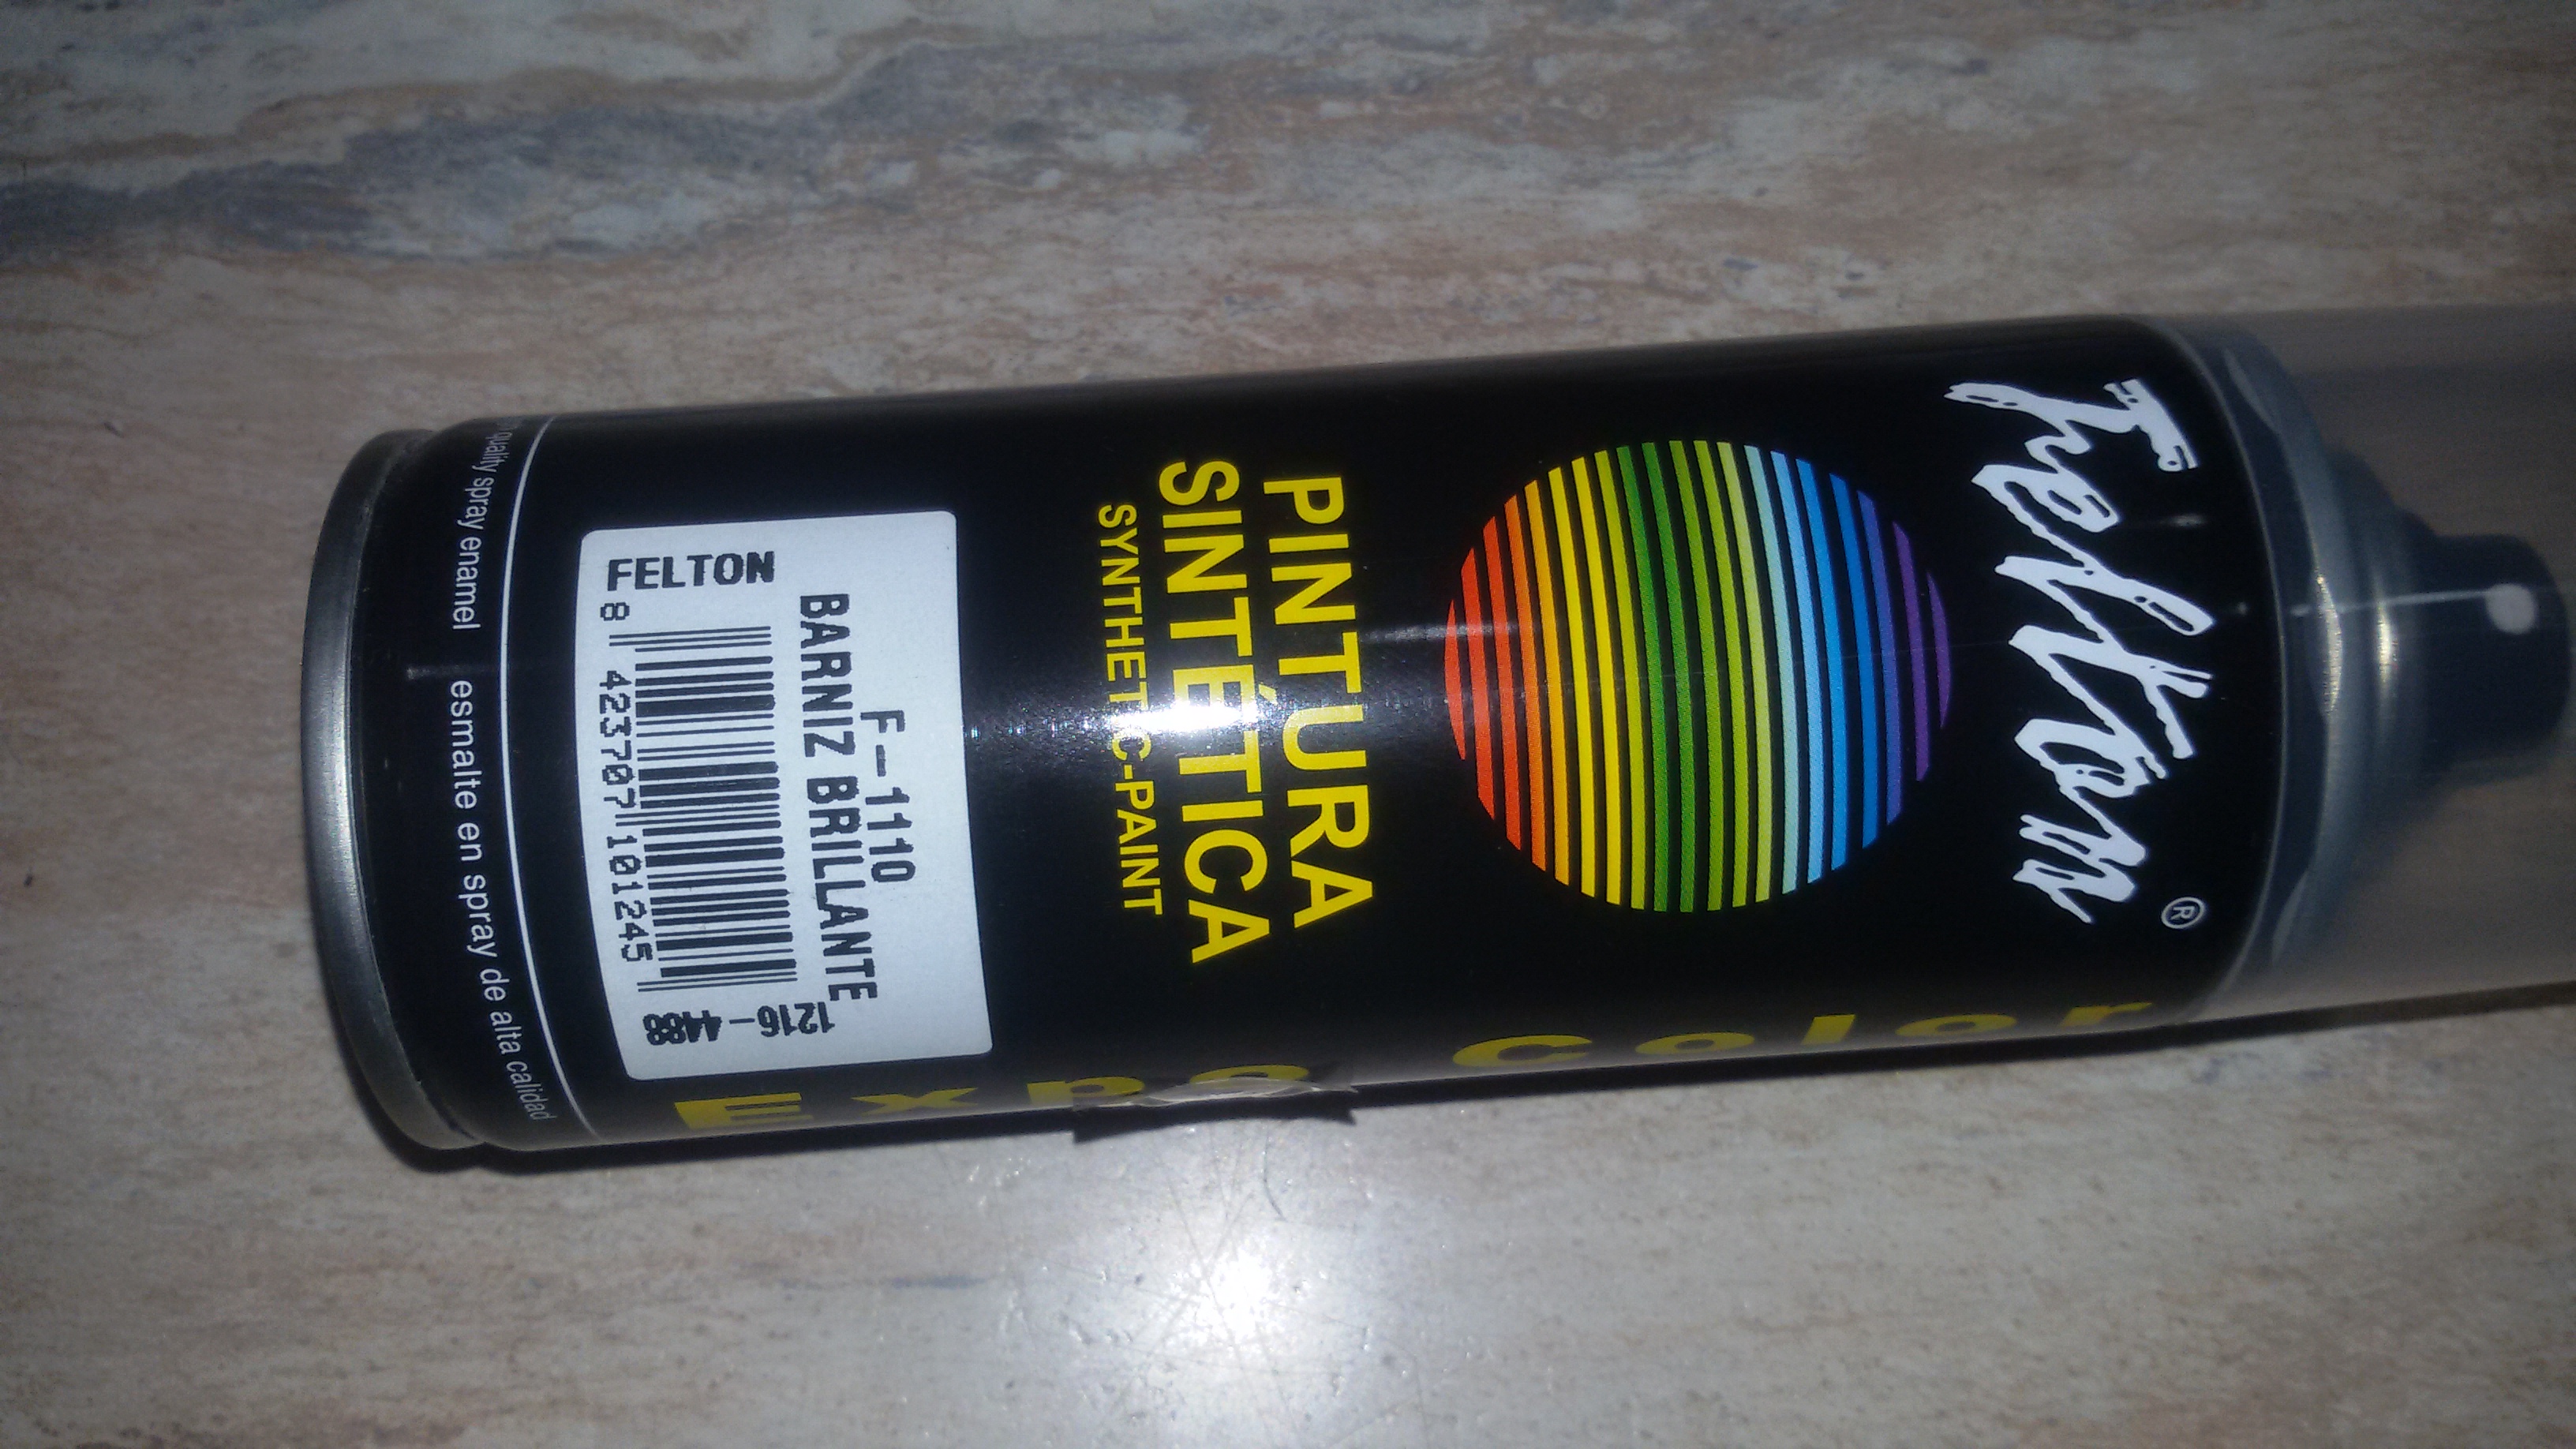 Felton®
PINTURA
SINTÉTICA
SYNTHETIC-PAINT
Expo Color
F-1110
BARNIZ BRILLANTE
8 423707 101245
FELTON
1216-4488
quality spray enamel esmalte en spray de alta calidad